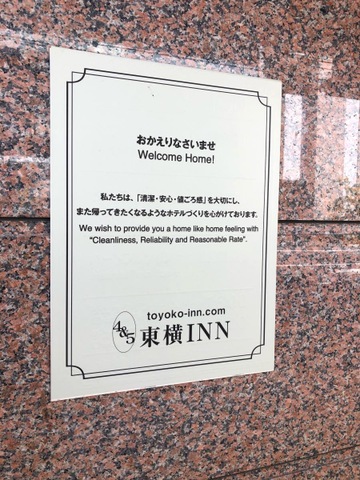 おかえりなさいませ
Welcome Home!
私たちは、「清潔・安心・値ごろ感」を大切にし、
また帰ってきたくなるようなホテルづくりを心がけております。
We wish to provide you a home like home feeling with
“Cleanliness, Reliability and Reasonable Rate”.
toyoko-inn.com
4&5 東横INN